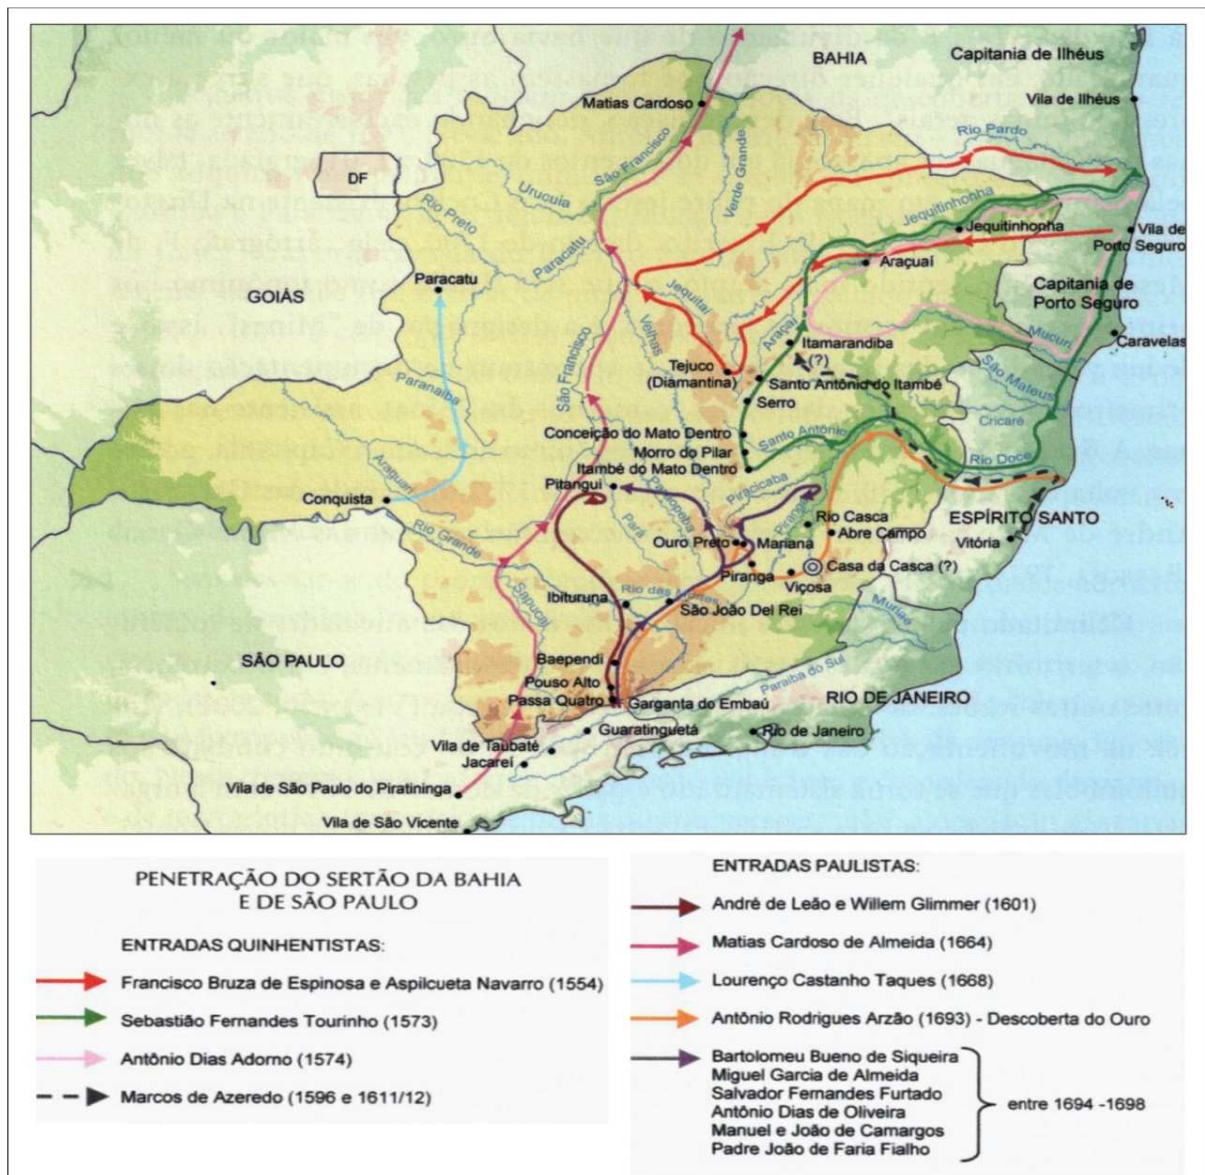 BAHIA
Capitania de Ilhéus
Matias Cardoso
Vila de Ilhéus
Rio Pardo
São Francisco
Verde Grande
DF
Urucuia
Rio Preto
Paracatu
Jequitinhonha
Jequitinhonha
Vila de
Porto Seguro
Araçuaí
Paracatu
GOIÁS
Capitania de
Porto Seguro
Jequitaí
Velhas
Araçuaí
Mucuri
Caravelas
Itamarandiba
(?)
São Francisco
Tejuco
(Diamantina)
Santo Antônio do Itambé
São Mateus
Paranaíba
Serro
Cricaré
Conceição do Mato Dentro
Santo Antônio
Morro do Pilar
Rio Doce
Itambé do Mato Dentro
Araguari
Pitangui
Piracicaba
Conquista
Paraopeba
Piranga
Rio Casca
ESPÍRITO SANTO
Rio Grande
Pará
Abre Campo
Vitória
Ouro Preto
Mariana
Piranga
Casa da Casca (?)
Viçosa
Sapucaí
Rio das Mortes
Ibituruna
São João Del Rei
Muriaé
SÃO PAULO
Baependi
Paraíba do Sul
Pouso Alto
RIO DE JANEIRO
Passa Quatro
Garganta do Embaú
Guaratinguetá
Rio de Janeiro
Vila de Taubaté
Jacareí
Vila de São Paulo do Piratininga
Vila de São Vicente
PENETRAÇÃO DO SERTÃO DA BAHIA
E DE SÃO PAULO
ENTRADAS QUINHENTISTAS:
Francisco Bruza de Espinosa e Aspilcueta Navarro (1554)
Sebastião Fernandes Tourinho (1573)
Antônio Dias Adorno (1574)
Marcos de Azeredo (1596 e 1611/12)
ENTRADAS PAULISTAS:
André de Leão e Willem Glimmer (1601)
Matias Cardoso de Almeida (1664)
Lourenço Castanho Taques (1668)
Antônio Rodrigues Arzão (1693) - Descoberta do Ouro
Bartolomeu Bueno de Siqueira
Miguel Garcia de Almeida
Salvador Fernandes Furtado
Antônio Dias de Oliveira
Manuel e João de Camargos
Padre João de Faria Fialho
entre 1694 -1698